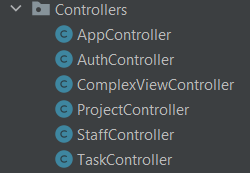 Controllers
C AppController
C AuthController
C ComplexViewController
C ProjectController
C StaffController
C TaskController